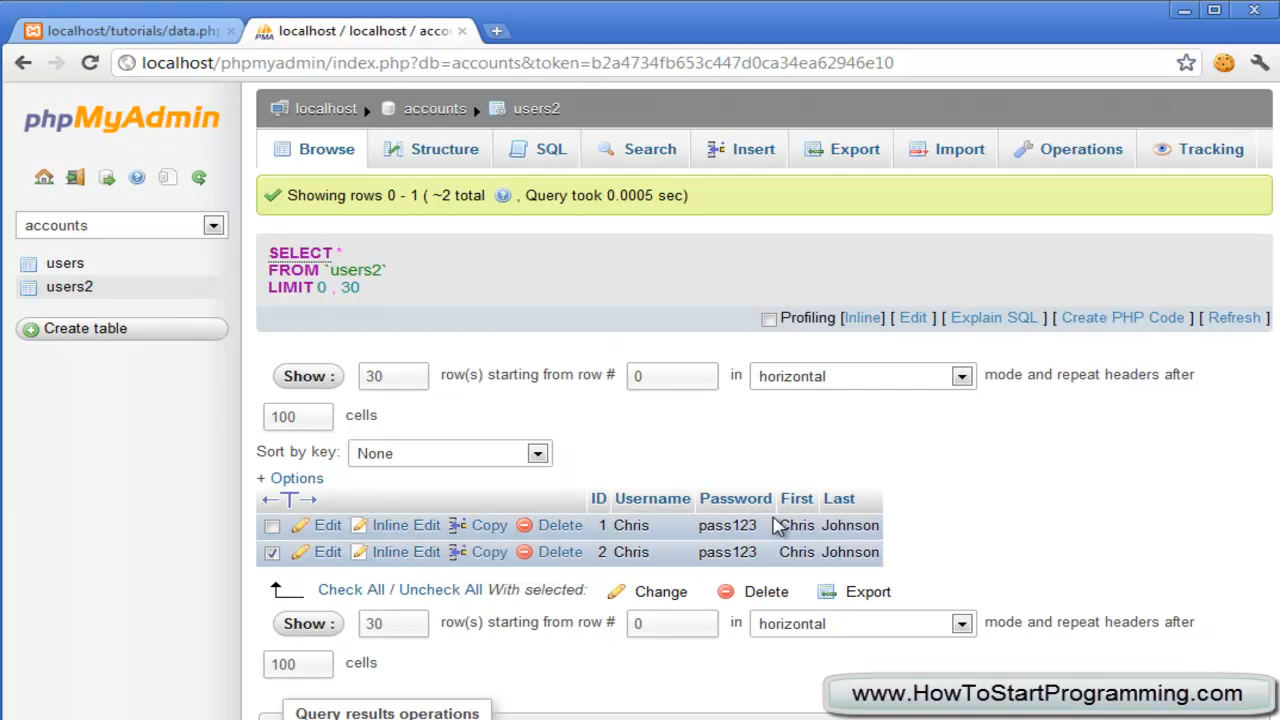 localhost/tutorials/data.php
localhost / localhost / acco
localhost/phpmyadmin/index.php?db=accounts&token=b2a4734fb653c447d0ca34ea62946e10
phpMyAdmin
accounts
users
users2
Create table
localhost accounts users2
Browse Structure SQL Search Insert Export Import Operations Tracking
Showing rows 0 - 1 ( ~2 total , Query took 0.0005 sec)
SELECT *
FROM `users2`
LIMIT 0 , 30
Profiling [Inline] [ Edit ] [ Explain SQL ] [ Create PHP Code ] [ Refresh ]
Show : 30 row(s) starting from row # 0 in horizontal mode and repeat headers after
100 cells
Sort by key: None
+ Options
←T→ ID Username Password First Last
Edit Inline Edit Copy Delete 1 Chris pass123 Chris Johnson
Edit Inline Edit Copy Delete 2 Chris pass123 Chris Johnson
Check All / Uncheck All With selected: Change Delete Export
Show : 30 row(s) starting from row # 0 in horizontal mode and repeat headers after
100 cells
Query results operations
www.HowToStartProgramming.com